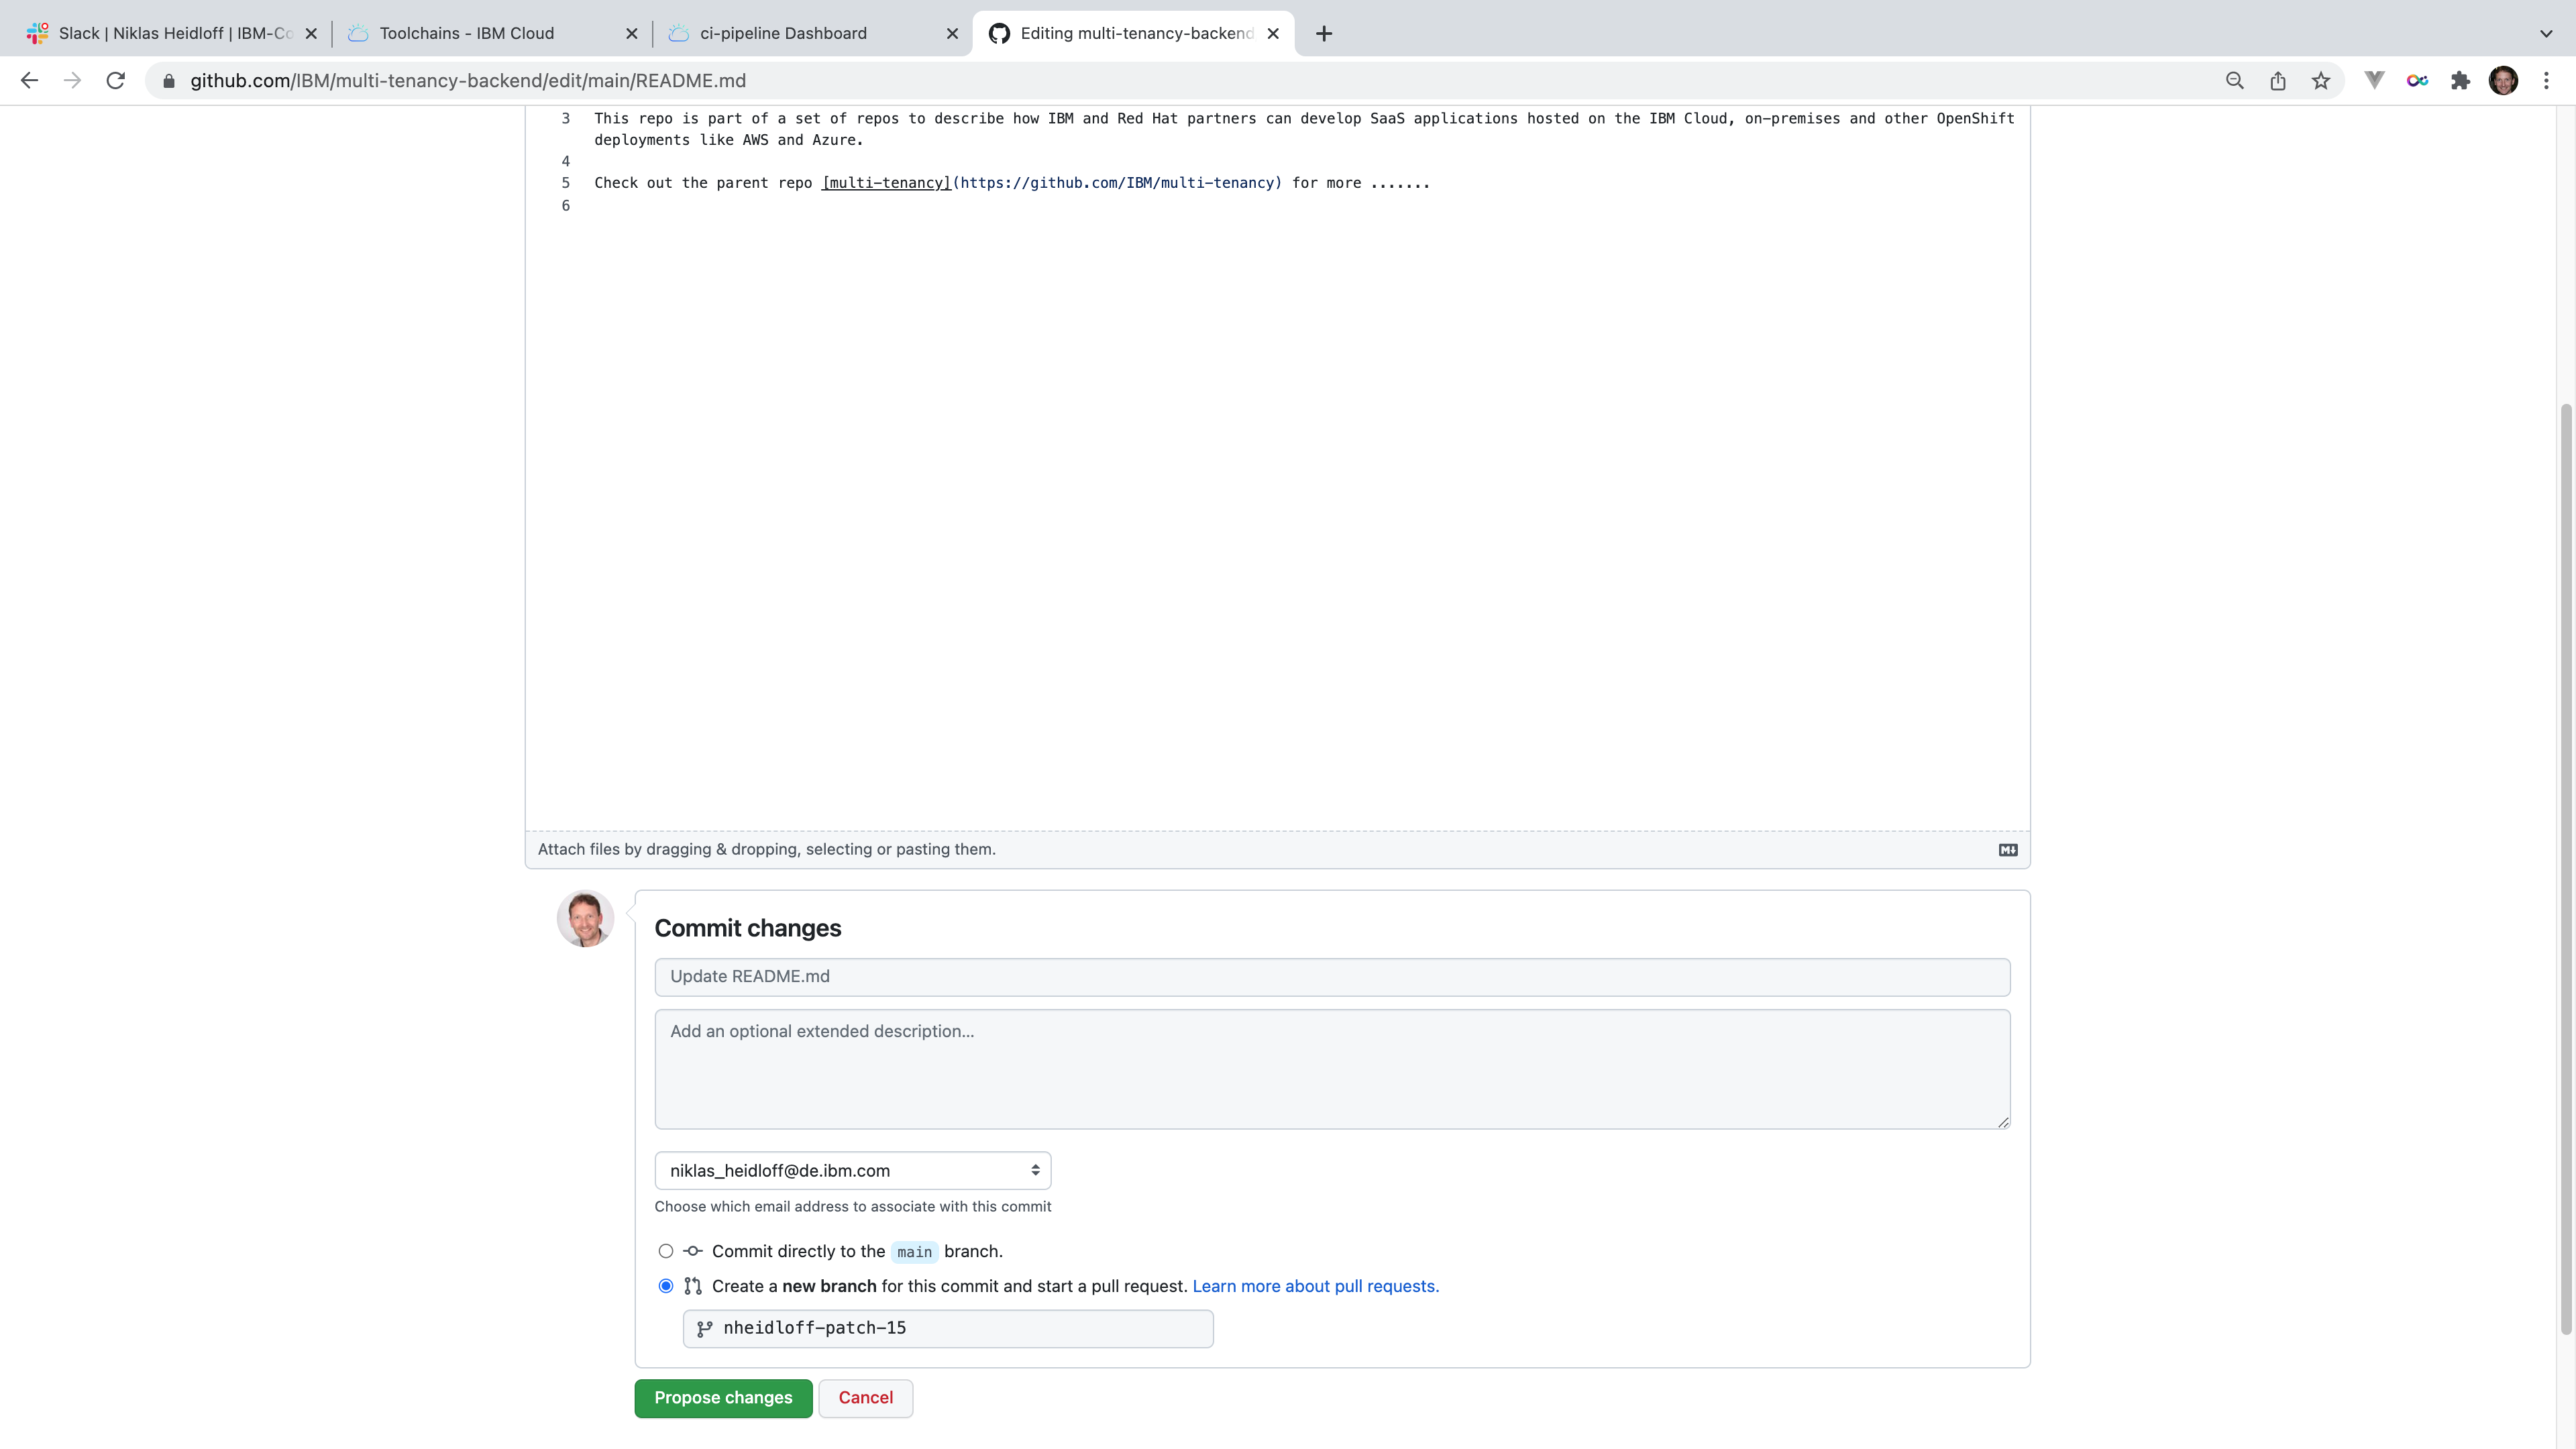 Slack | Niklas Heidloff | IBM-Co
Toolchains - IBM Cloud
ci-pipeline Dashboard
Editing multi-tenancy-backend
github.com/IBM/multi-tenancy-backend/edit/main/README.md
3 This repo is part of a set of repos to describe how IBM and Red Hat partners can develop SaaS applications hosted on the IBM Cloud, on-premises and other OpenShift
deployments like AWS and Azure.
4
5 Check out the parent repo [multi-tenancy](https://github.com/IBM/multi-tenancy) for more .......
6
Attach files by dragging & dropping, selecting or pasting them.
Commit changes
Update README.md
Add an optional extended description...
niklas_heidloff@de.ibm.com
Choose which email address to associate with this commit
Commit directly to the main branch.
Create a new branch for this commit and start a pull request. Learn more about pull requests.
nheidloff-patch-15
Propose changes Cancel